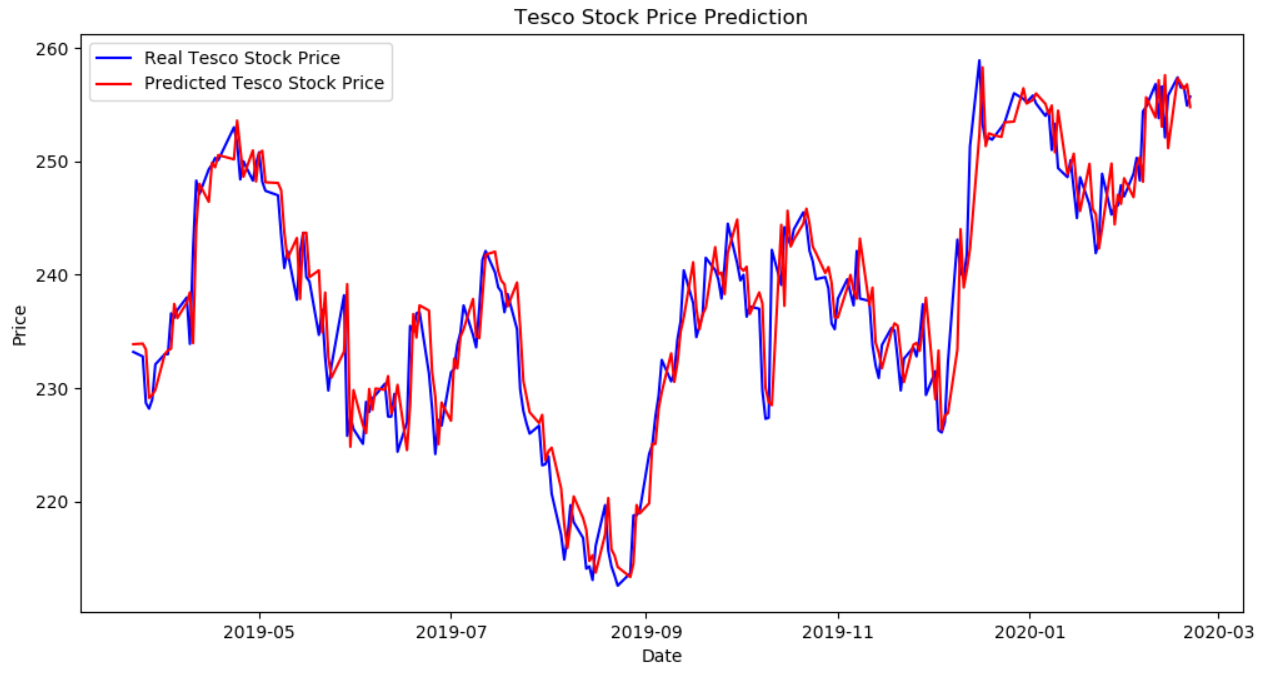 Tesco Stock Price Prediction
Real Tesco Stock Price
Predicted Tesco Stock Price
260
250
240
230
220
Price
2019-05
2019-07
2019-09
2019-11
2020-01
2020-03
Date